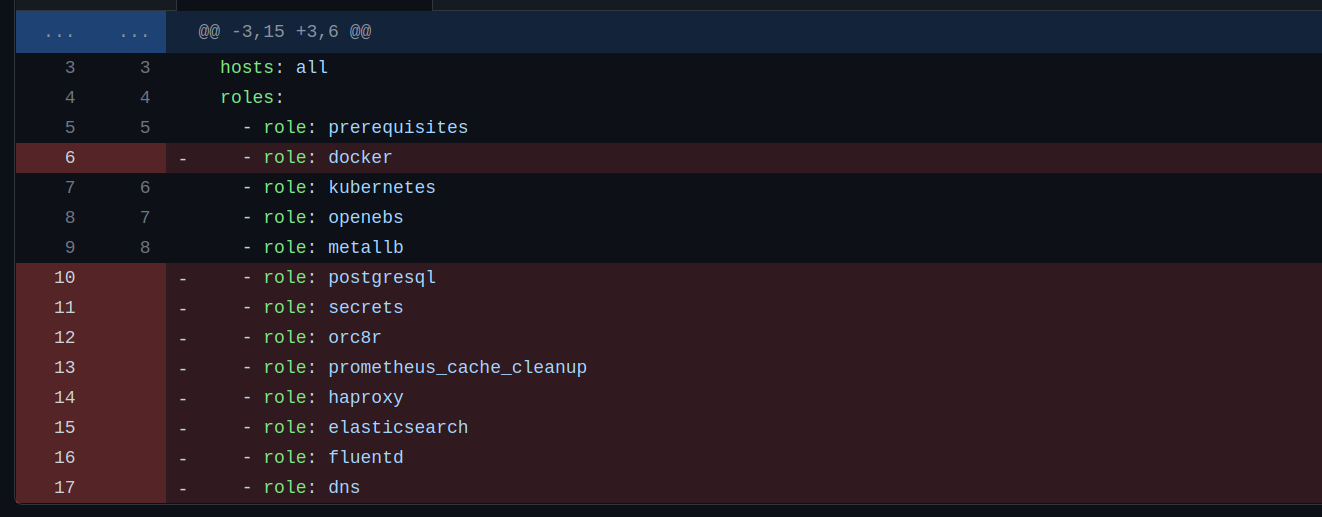 ... ... @@ -3,15 +3,6 @@
3 3 hosts: all
4 4 roles:
5 5 - role: prerequisites
6 - - role: docker
7 6 - role: kubernetes
8 7 - role: openebs
9 8 - role: metallb
10 - - role: postgresql
11 - - role: secrets
12 - - role: orc8r
13 - - role: prometheus_cache_cleanup
14 - - role: haproxy
15 - - role: elasticsearch
16 - - role: fluentd
17 - - role: dns